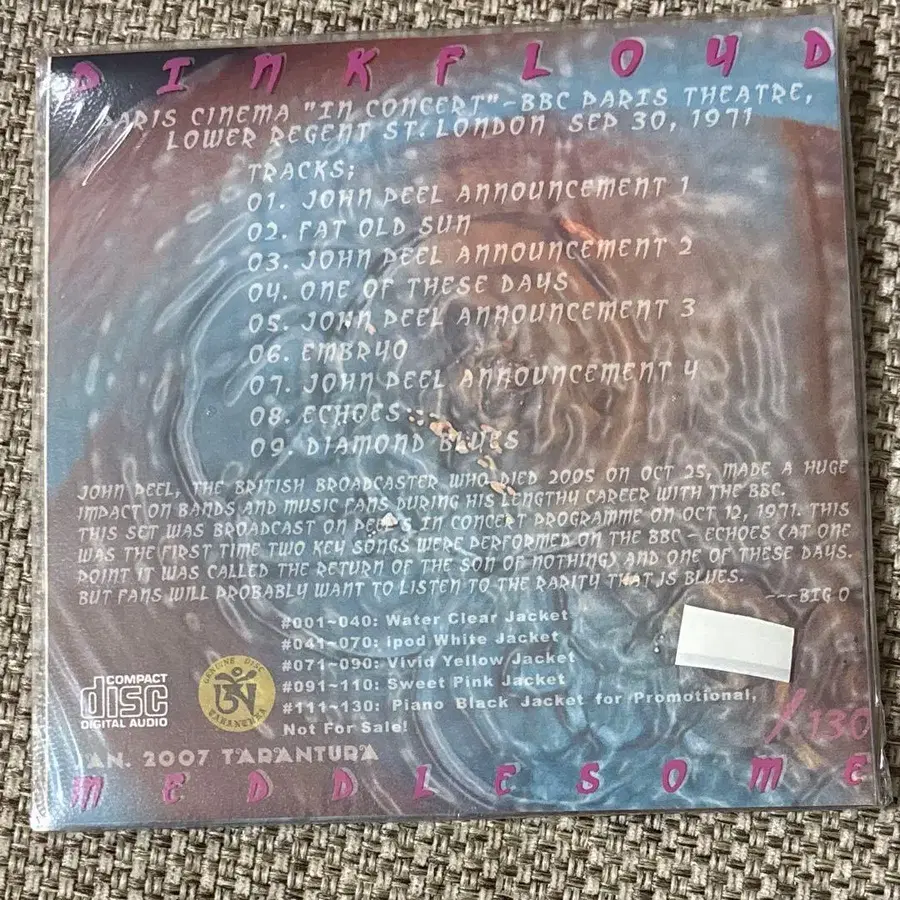 PINK FLOYD
PARIS CINEMA "IN CONCERT"-BBC PARIS THEATRE,
LOWER REGENT ST. LONDON SEP 30, 1971
TRACKS;
01. JOHN PEEL ANNOUNCEMENT 1
02. FAT OLD SUN
03. JOHN PEEL ANNOUNCEMENT 2
04. ONE OF THESE DAYS
05. JOHN PEEL ANNOUNCEMENT 3
06. EMBRYO
07. JOHN PEEL ANNOUNCEMENT 4
08. ECHOES
09. DIAMOND BLUES
JOHN PEEL, THE BRITISH BROADCASTER WHO DIED 2005 ON OCT 25, MADE A HUGE
IMPACT ON BANDS AND MUSIC FANS DURING HIS LENGTHY CAREER WITH THE BBC.
THIS SET WAS BROADCAST ON PEEL'S IN CONCERT PROGRAMME ON OCT 12, 1971. THIS
WAS THE FIRST TIME TWO KEY SONGS WERE PERFORMED ON THE BBC - ECHOES (AT ONE
POINT IT WAS CALLED THE RETURN OF THE SON OF NOTHING) AND ONE OF THESE DAYS.
BUT FANS WILL PROBABLY WANT TO LISTEN TO THE RARITY THAT IS BLUES.
---BIG O
#001~040: Water Clear Jacket
#041~070: ipod White Jacket
#071~090: Vivid Yellow Jacket
#091~110: Sweet Pink Jacket
#111~130: Piano Black Jacket for Promotional,
Not For Sale!
COMPACT
disc
DIGITAL AUDIO
GENUINE DISC
TARANTURA
/130
JAN. 2007 TARANTURA
MEDDLESOME